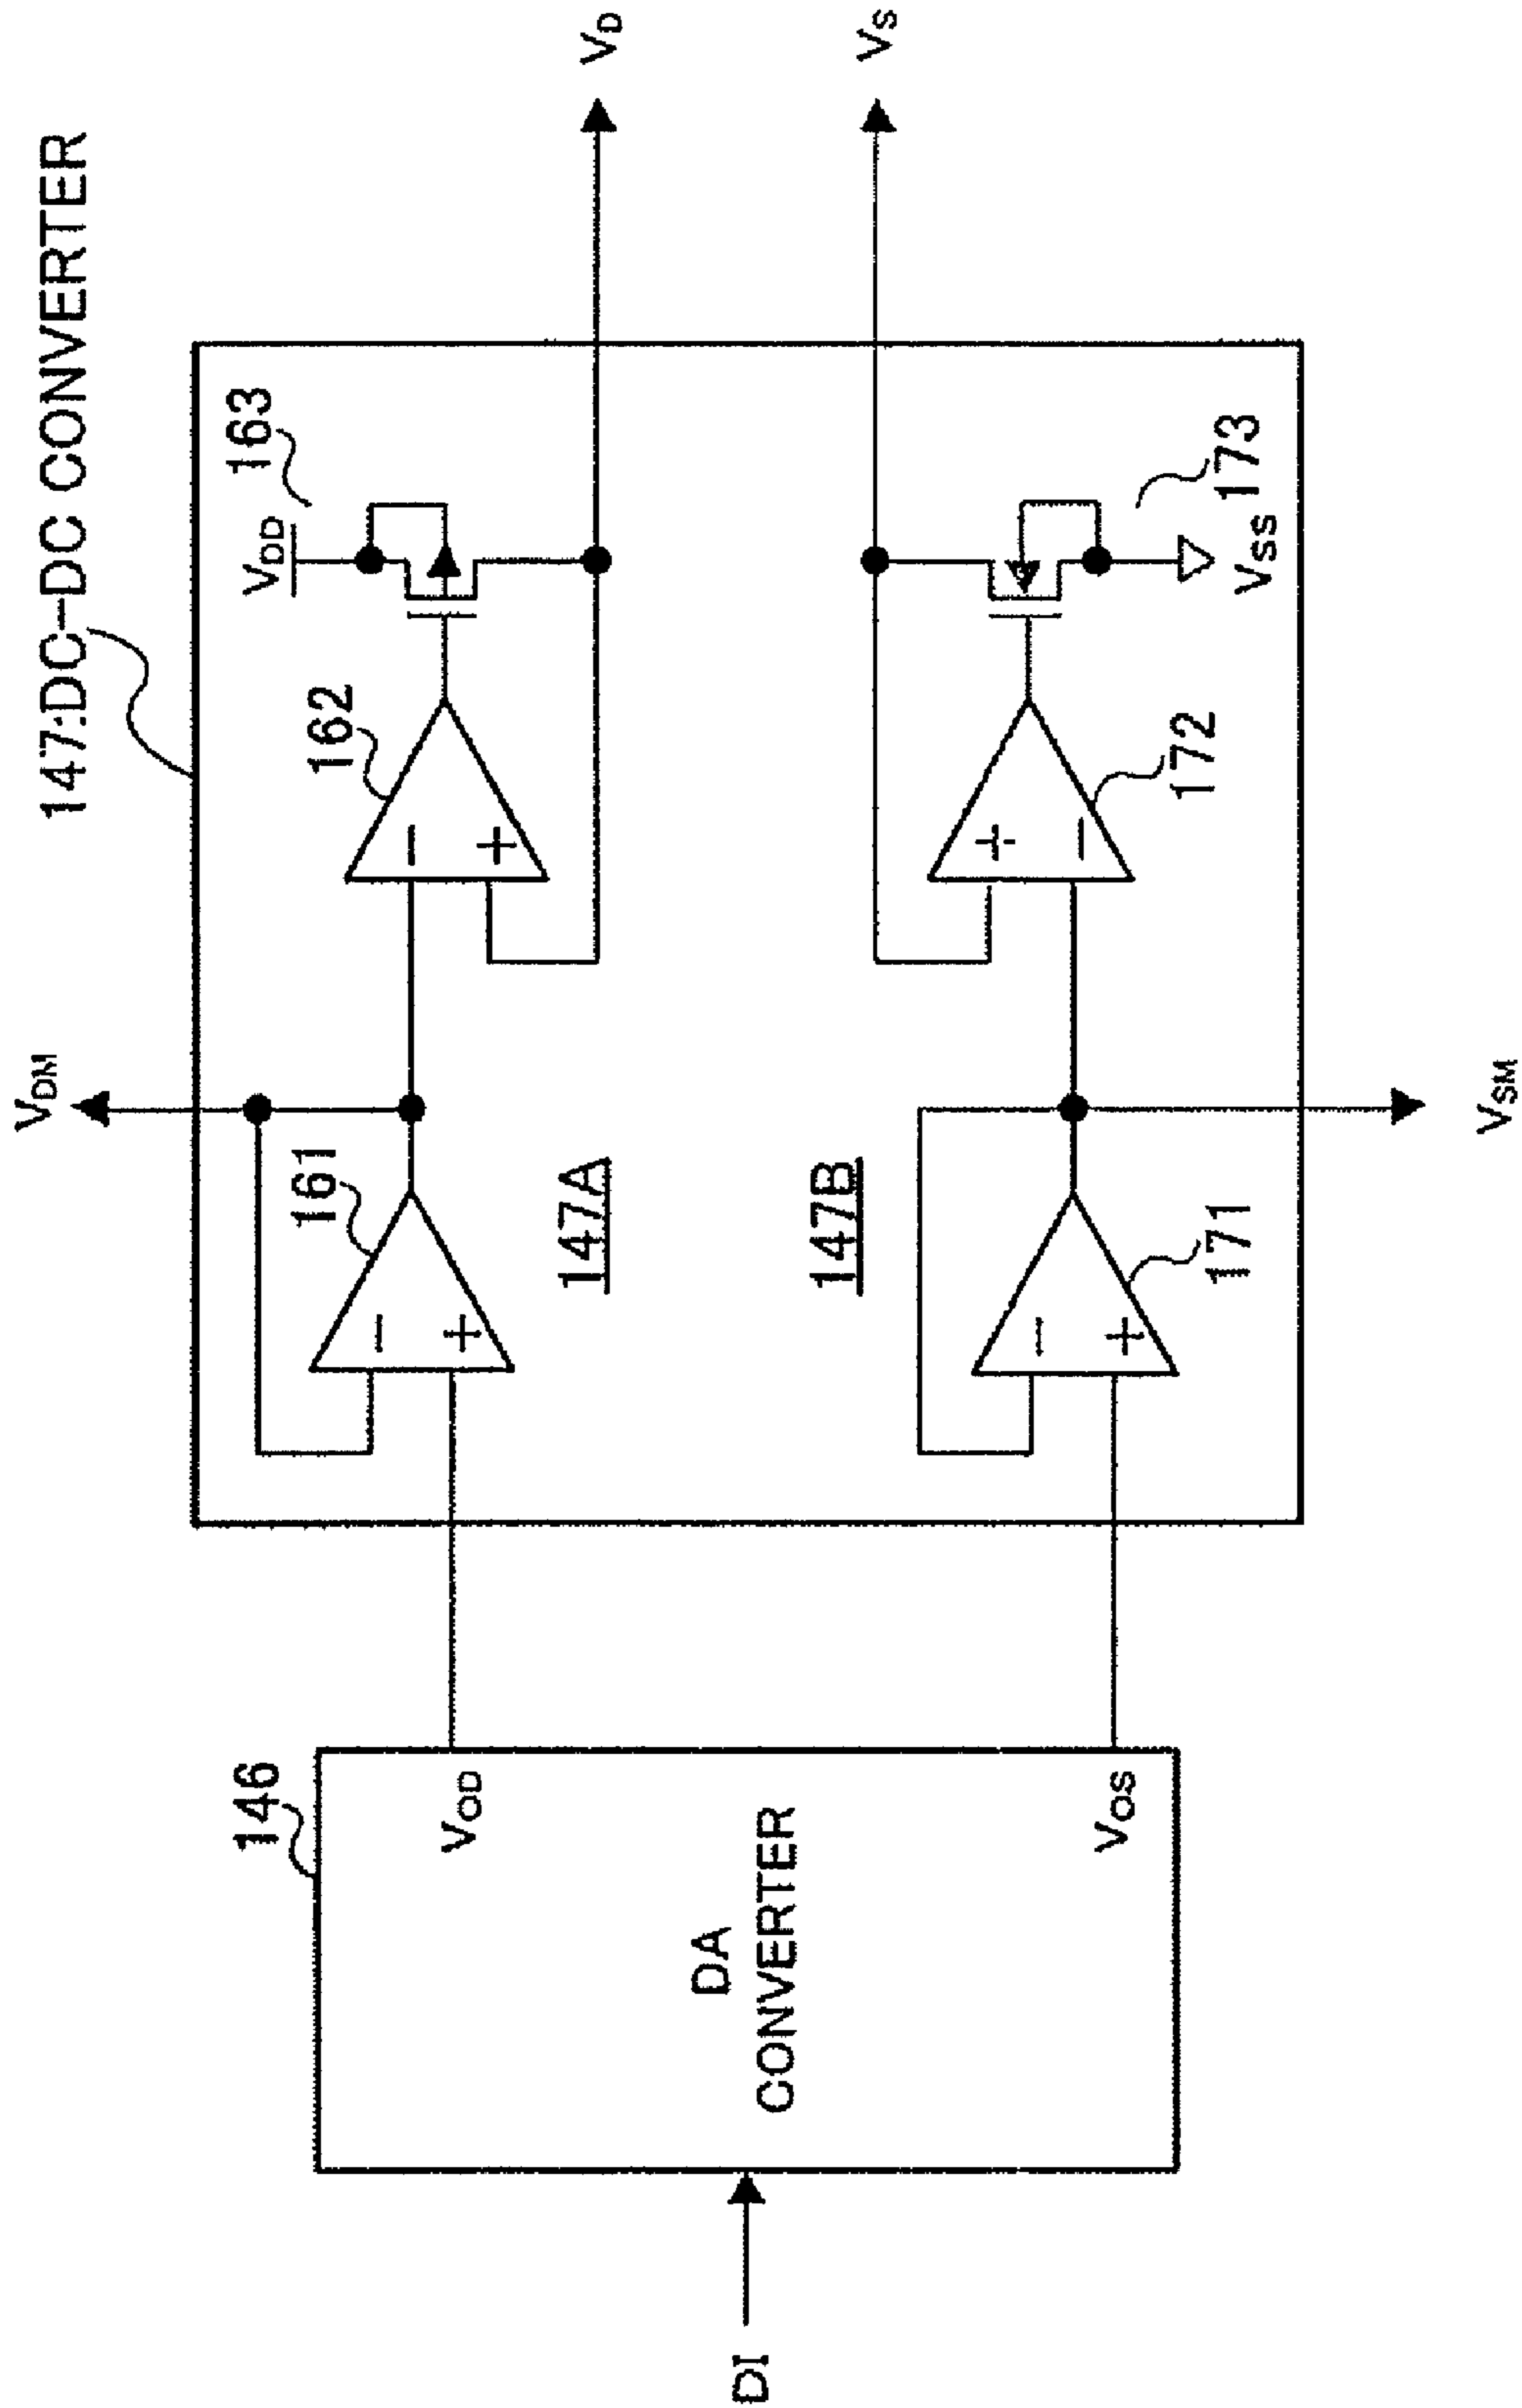 147:DC-DC CONVERTER
146
DI
DA
CONVERTER
VOD
VOS
VDM
161
−
+
147A
162
−
+
VDD
163
VD
147B
−
+
171
VSM
+
−
172
VSS
173
VS